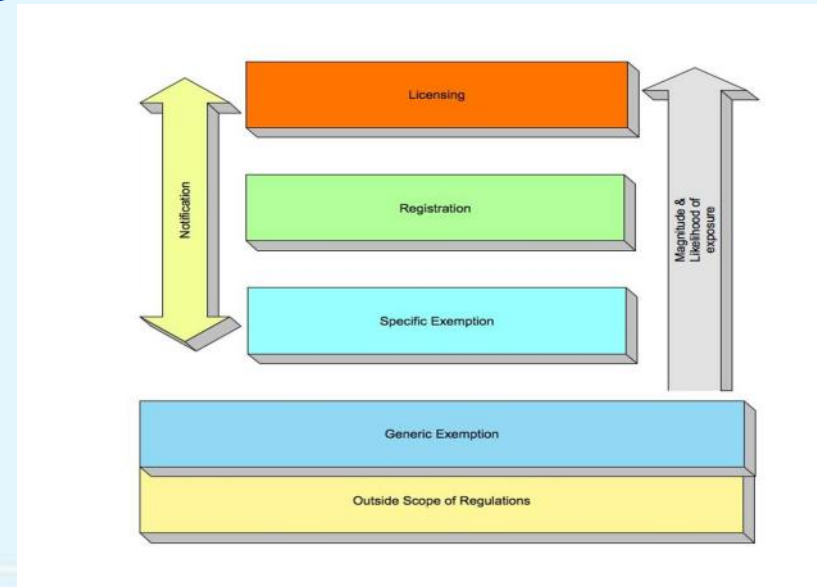 Licensing
Notification
Registration
Magnitude &
Likelihood of
exposure
Specific Exemption
Generic Exemption
Outside Scope of Regulations